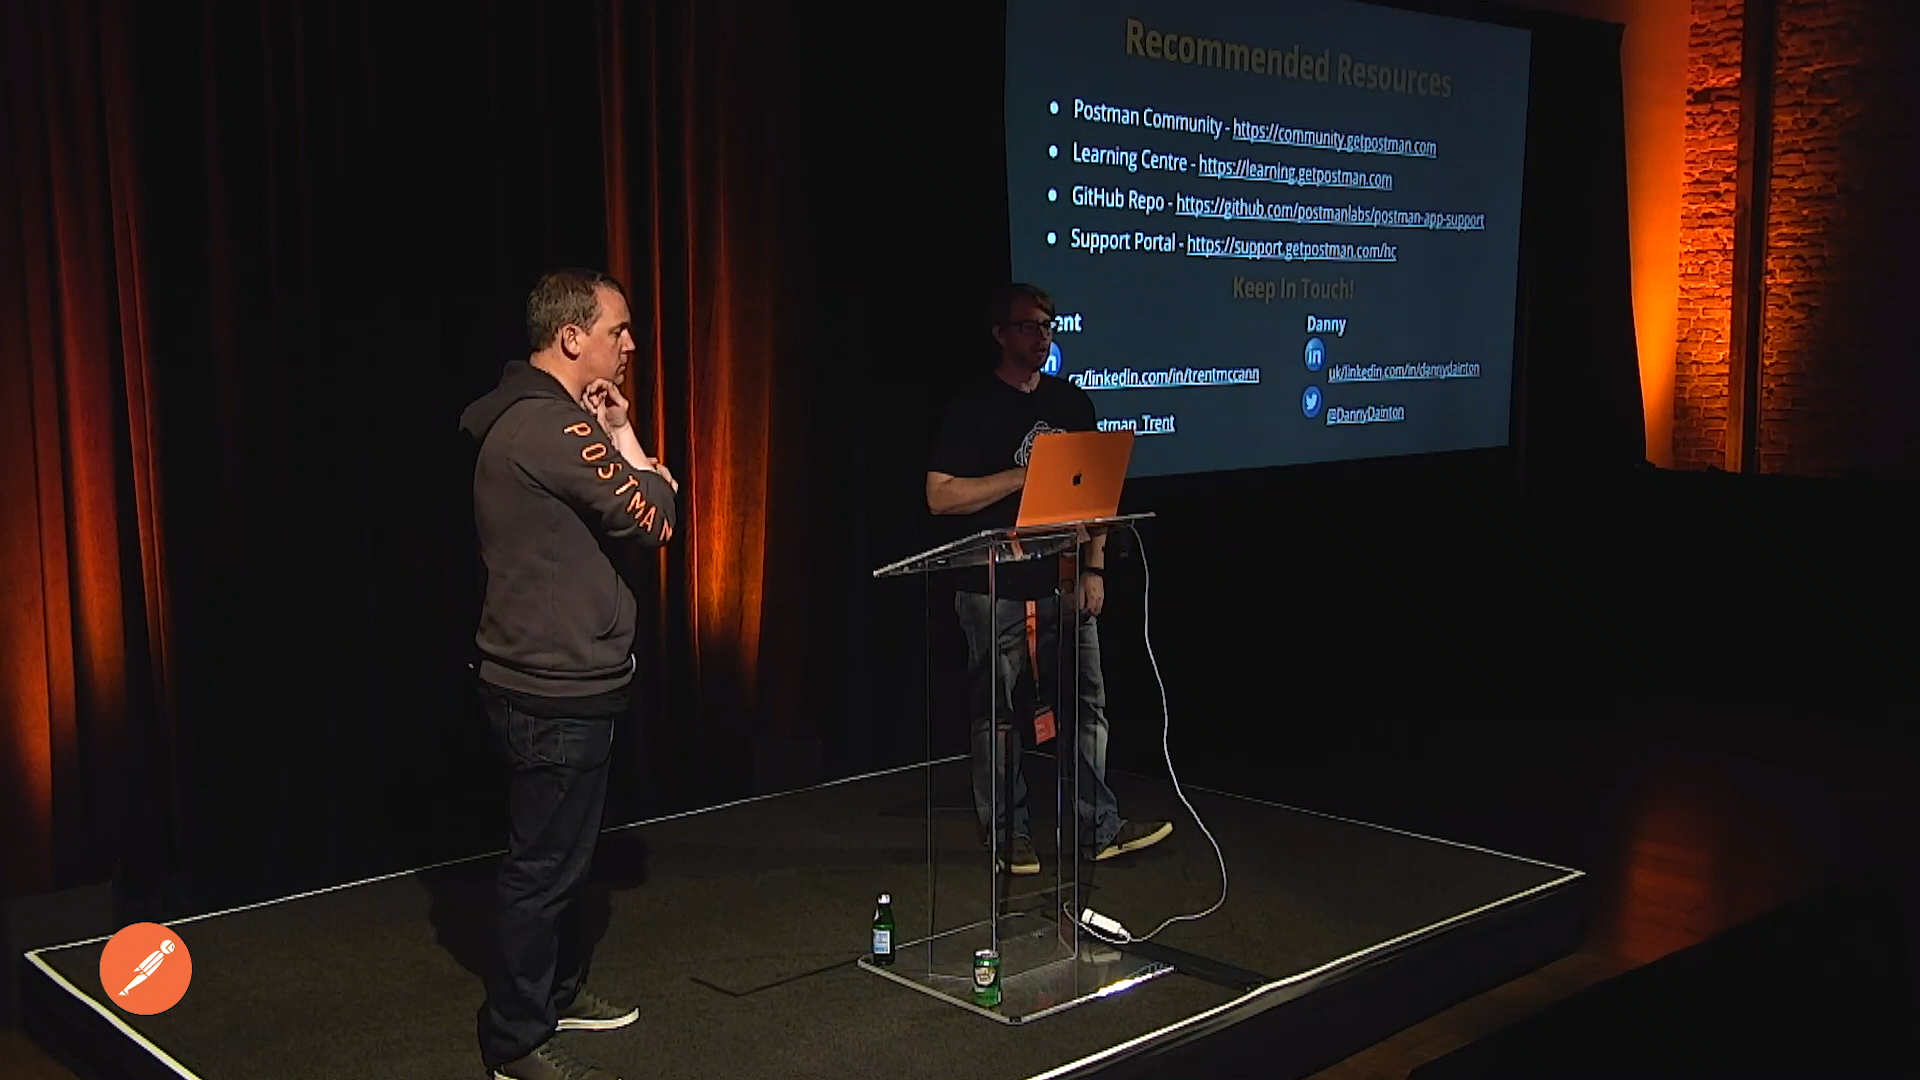 Recommended Resources
• Postman Community - https://community.getpostman.com
• Learning Centre - https://learning.getpostman.com
• GitHub Repo - https://github.com/postmanlabs/postman-app-support
• Support Portal - https://support.getpostman.com/hc
Keep In Touch!
ent
Danny
in
ca/linkedin.com/in/trentmccann
in
uk/linkedin.com/in/dannydainton
stman_Trent
@DannyDainton
POSTMAN